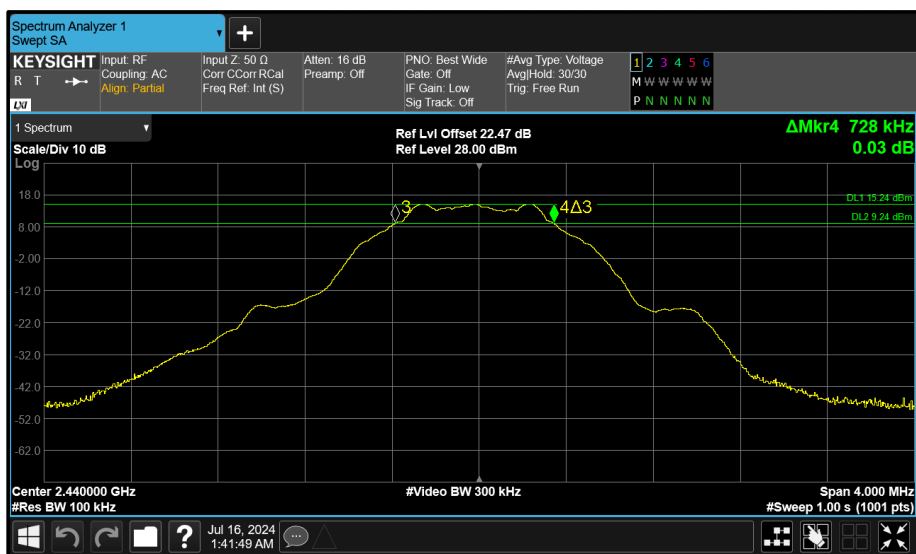 Spectrum Analyzer 1
Swept SA
KEYSIGHT
R T
LXI
Input: RF
Coupling: AC
Align: Partial
Input Z: 50 Ω
Corr CCorr RCal
Freq Ref: Int (S)
Atten: 16 dB
Preamp: Off
PNO: Best Wide
Gate: Off
IF Gain: Low
Sig Track: Off
#Avg Type: Voltage
Avg|Hold: 30/30
Trig: Free Run
1 2 3 4 5 6
M W W W W W
P N N N N N
1 Spectrum
Scale/Div 10 dB
Ref Lvl Offset 22.47 dB
Ref Level 28.00 dBm
ΔMkr4 728 kHz
0.03 dB
Log
18.0
8.00
-2.00
-12.0
-22.0
-32.0
-42.0
-52.0
-62.0
3
4Δ3
DL1 15.24 dBm
DL2 9.24 dBm
Center 2.440000 GHz
#Video BW 300 kHz
Span 4.000 MHz
#Res BW 100 kHz
#Sweep 1.00 s (1001 pts)
?
Jul 16, 2024
1:41:49 AM